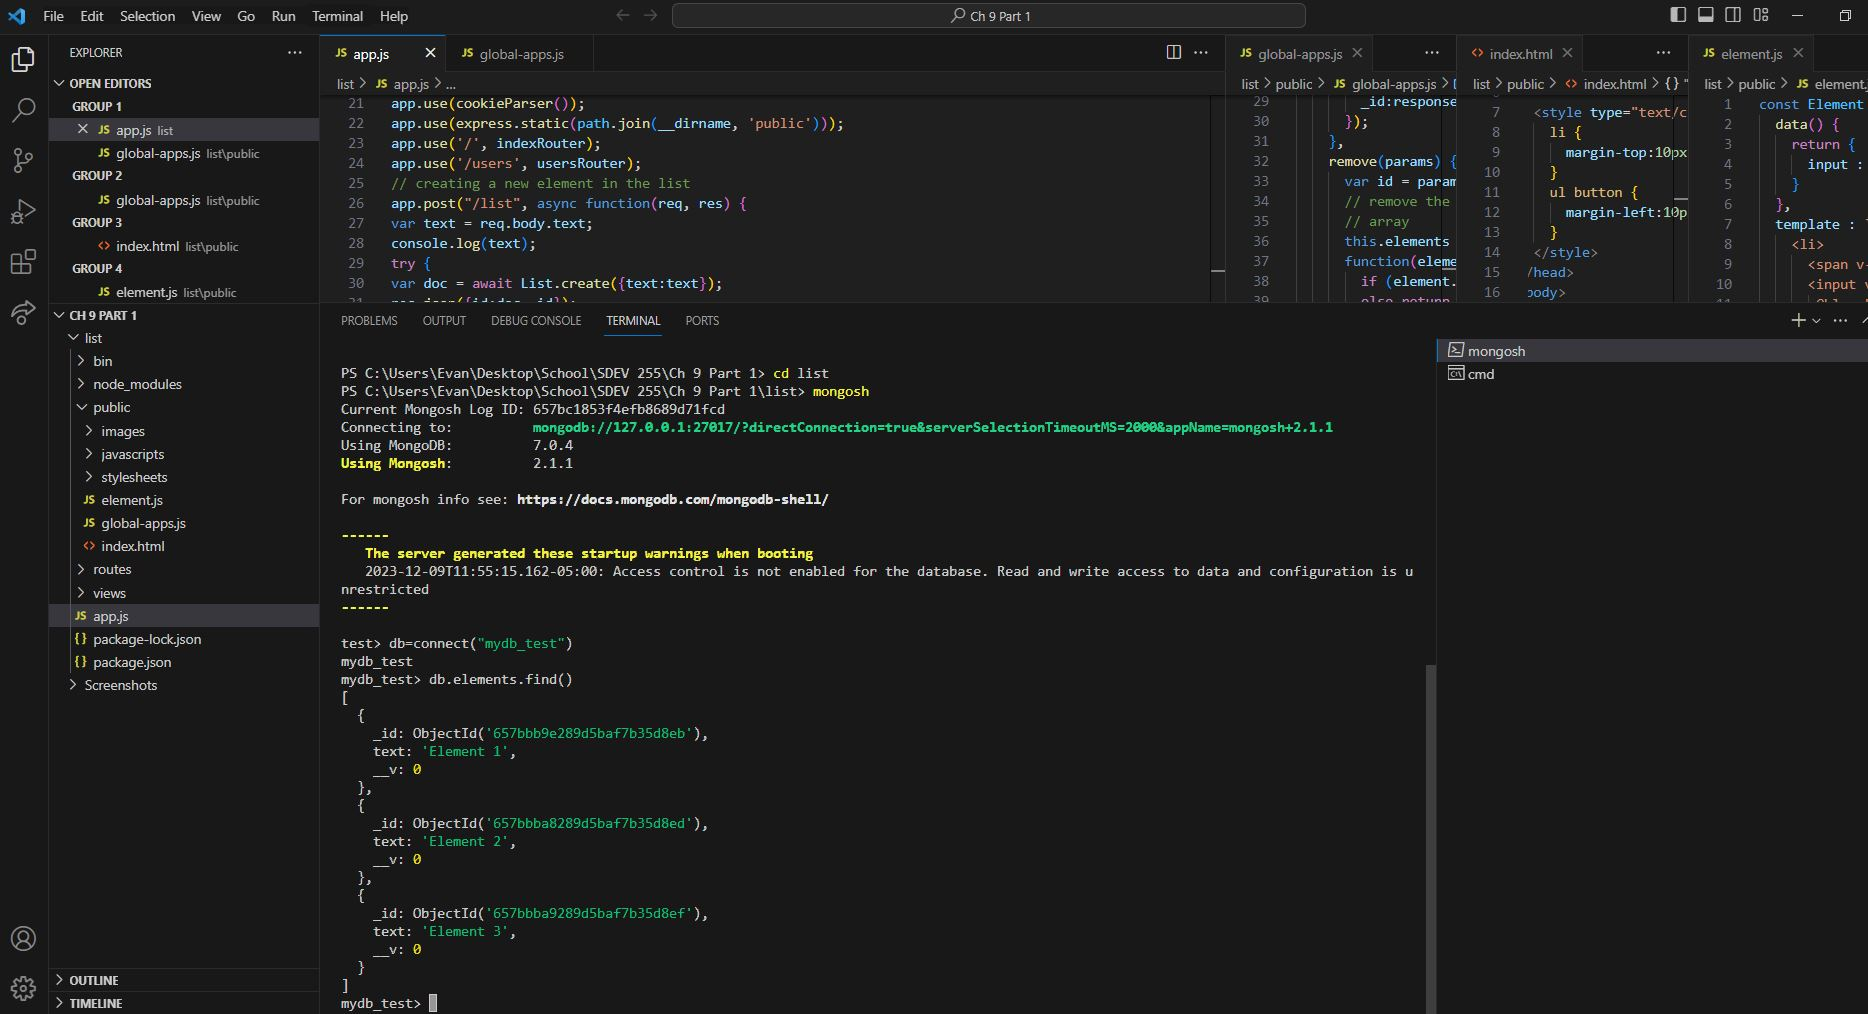 File Edit Selection View Go Run Terminal Help
Ch 9 Part 1
EXPLORER
OPEN EDITORS
GROUP 1
JS app.js list
JS global-apps.js list\public
GROUP 2
JS global-apps.js list\public
GROUP 3
<> index.html list\public
GROUP 4
JS element.js list\public
CH 9 PART 1
list
bin
node_modules
public
images
javascripts
stylesheets
JS element.js
JS global-apps.js
<> index.html
routes
views
JS app.js
{} package-lock.json
{} package.json
Screenshots
OUTLINE
TIMELINE
JS app.js
JS global-apps.js
list > JS app.js > ...
21 app.use(cookieParser());
22 app.use(express.static(path.join(__dirname, 'public')));
23 app.use('/', indexRouter);
24 app.use('/users', usersRouter);
25 // creating a new element in the list
26 app.post("/list", async function(req, res) {
27 var text = req.body.text;
28 console.log(text);
29 try {
30 var doc = await List.create({text:text});
JS global-apps.js
list > public > JS global-apps.js >
29 _id:response
30 });
31 },
32 remove(params) {
33 var id = param
34 // remove the
35 // array
36 this.elements
37 function(eleme
38 if (element.
39 else return
<> index.html
list > public > <> index.html > {} "
7 <style type="text/c
8 li {
9 margin-top:10px
10 }
11 ul button {
12 margin-left:10p
13 }
14 </style>
15 /head>
16 body>
JS element.js
list > public > JS element.
1 const Element
2 data() {
3 return {
4 input :
5 }
6 },
7 template : `
8 <li>
9 <span v-
10 <input v
PROBLEMS OUTPUT DEBUG CONSOLE TERMINAL PORTS
mongosh
cmd
PS C:\Users\Evan\Desktop\School\SDEV 255\Ch 9 Part 1> cd list
PS C:\Users\Evan\Desktop\School\SDEV 255\Ch 9 Part 1\list> mongosh
Current Mongosh Log ID: 657bc1853f4efb8689d71fcd
Connecting to: mongodb://127.0.0.1:27017/?directConnection=true&serverSelectionTimeoutMS=2000&appName=mongosh+2.1.1
Using MongoDB: 7.0.4
Using Mongosh: 2.1.1
For mongosh info see: https://docs.mongodb.com/mongodb-shell/
------
The server generated these startup warnings when booting
2023-12-09T11:55:15.162-05:00: Access control is not enabled for the database. Read and write access to data and configuration is u
nrestricted
------
test> db=connect("mydb_test")
mydb_test
mydb_test> db.elements.find()
[
{
_id: ObjectId('657bbb9e289d5baf7b35d8eb'),
text: 'Element 1',
__v: 0
},
{
_id: ObjectId('657bbba8289d5baf7b35d8ed'),
text: 'Element 2',
__v: 0
},
{
_id: ObjectId('657bbba9289d5baf7b35d8ef'),
text: 'Element 3',
__v: 0
}
]
mydb_test>